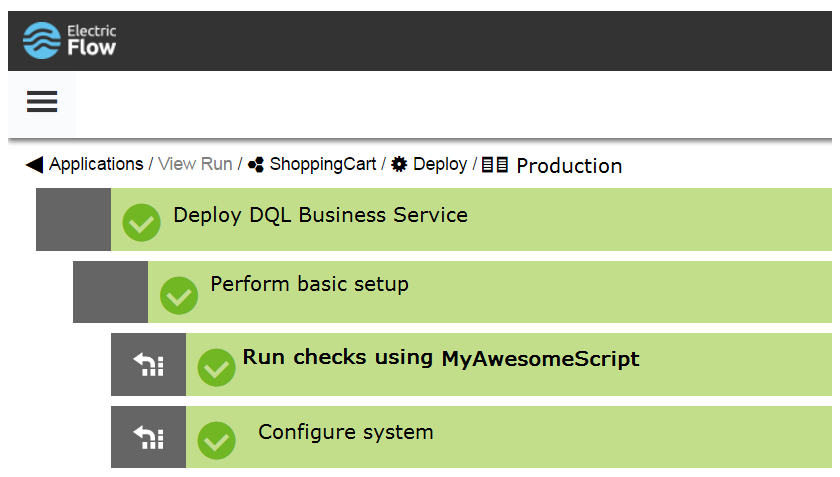 Electric
Flow
Applications / View Run / ShoppingCart / Deploy / Production
Deploy DQL Business Service
Perform basic setup
Run checks using MyAwesomeScript
Configure system